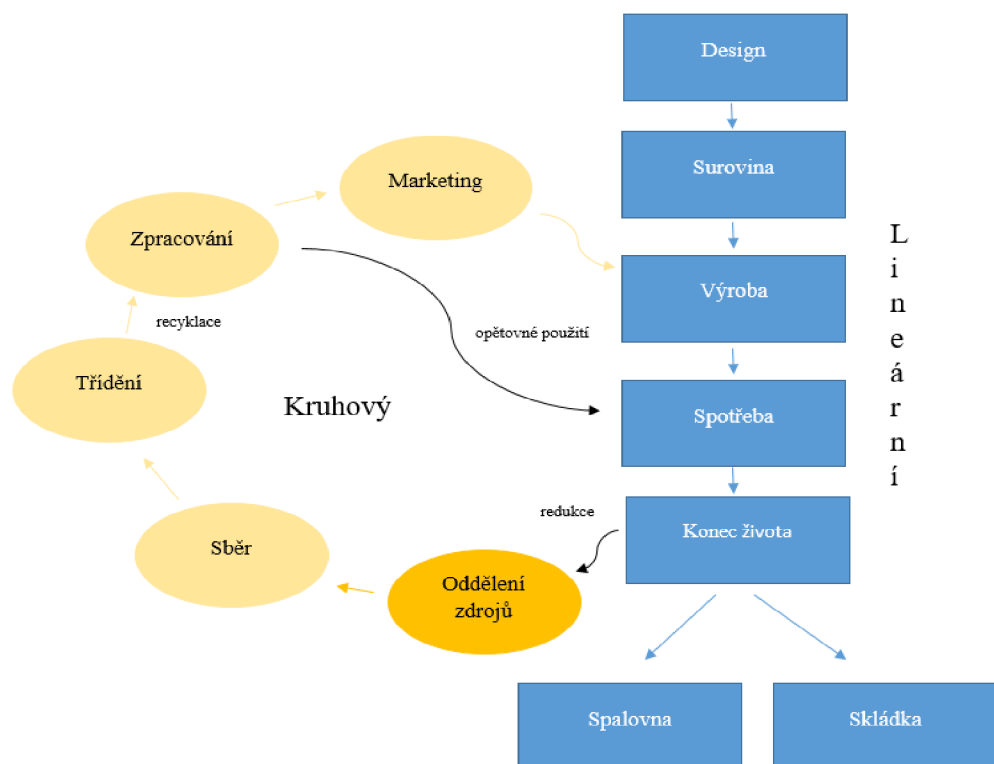 Design
Surovina
Marketing
Zpracování
Výroba
Lineární
recyklace
opětovné použití
Třídění
Kruhový
Spotřeba
redukce
Konec života
Sběr
Oddělení
zdrojů
Spalovna
Skládka